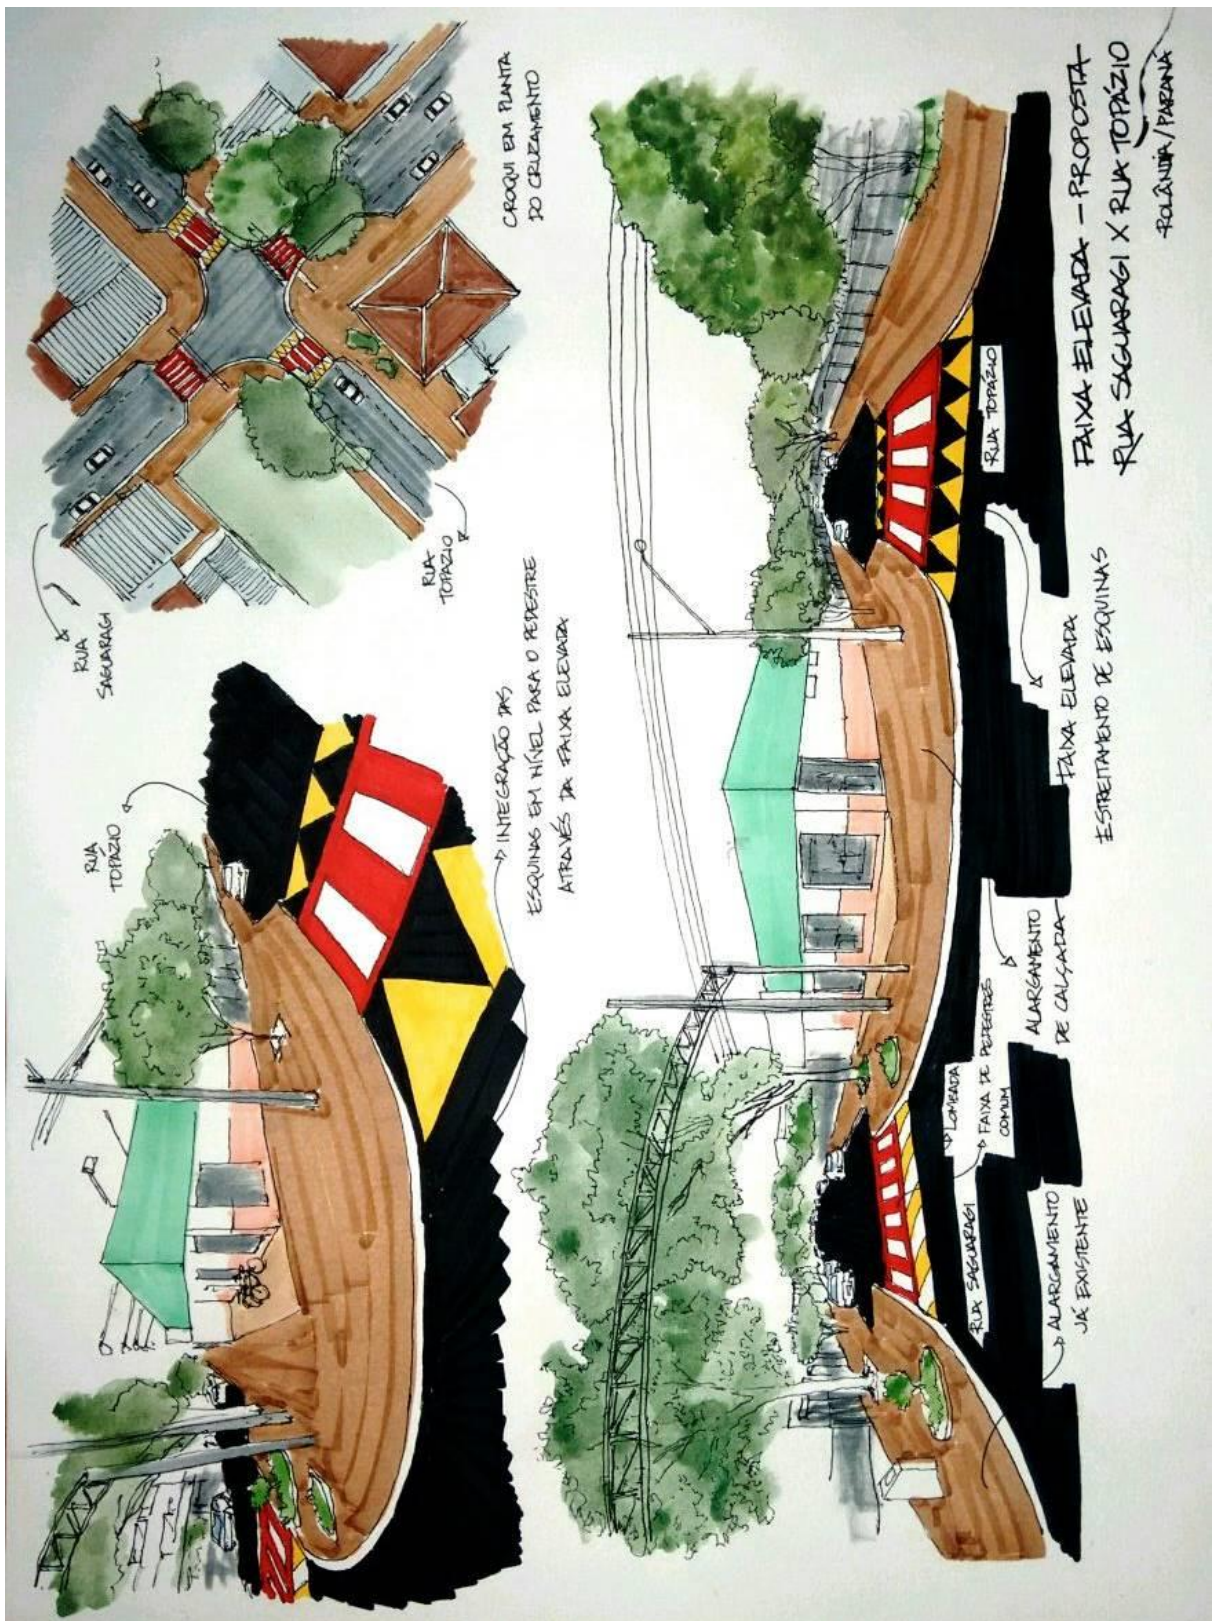 RUA
TOPÁZIO
INTEGRAÇÃO DAS
ESQUINAS EM NÍVEL PARA O PEDESTRE
ATRAVÉS DA FAIXA ELEVADA
RUA
SAGUARAGI
RUA
TOPÁZIO
CROQUI EM PLANTA
DO CRUZAMENTO
ALARGAMENTO
JÁ EXISTENTE
RUA SAGUARAGI
LOMBADA
FAIXA DE PEDESTRES
COMUM
ALARGAMENTO
DE CALÇADA
FAIXA ELEVADA
ESTREITAMENTO DE ESQUINAS
RUA TOPÁZIO
FAIXA ELEVADA - PROPOSTA
RUA SAGUARAGI X RUA TOPÁZIO
ROLÂNDIA/PARANÁ